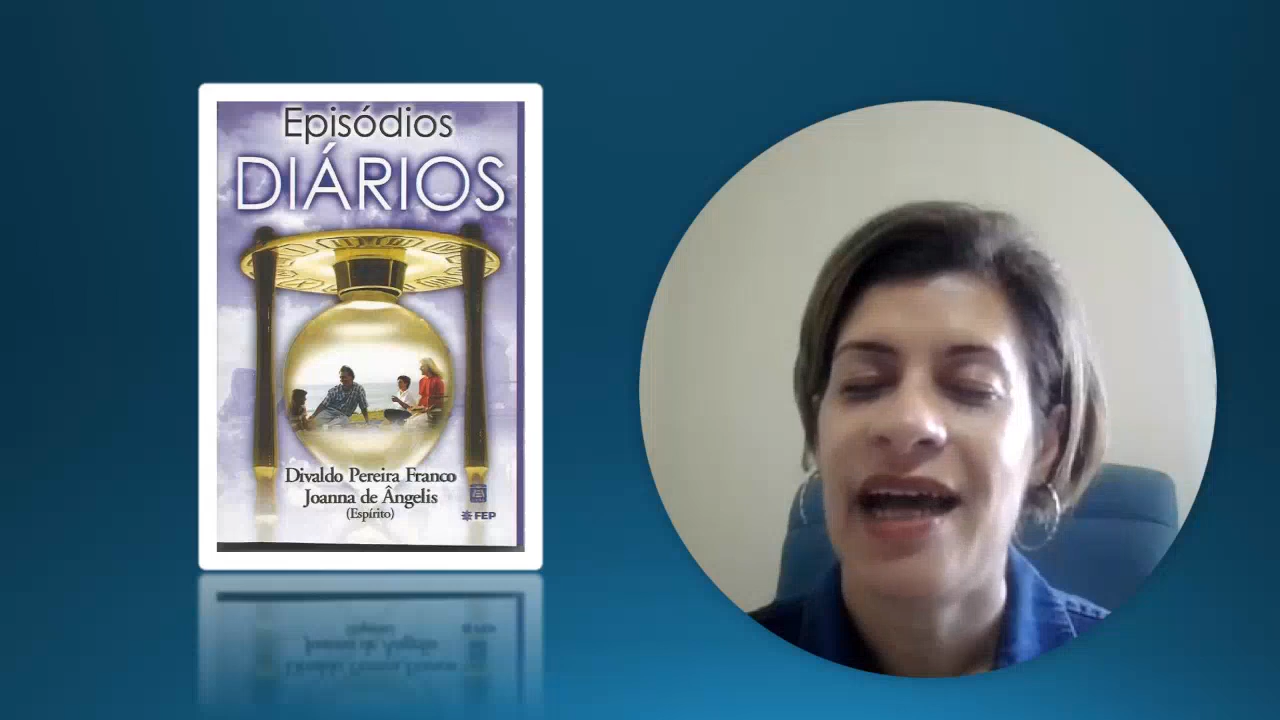 Episódios
DIÁRIOS
Divaldo Pereira Franco
Joanna de Ângelis
(Espírito)
FEP